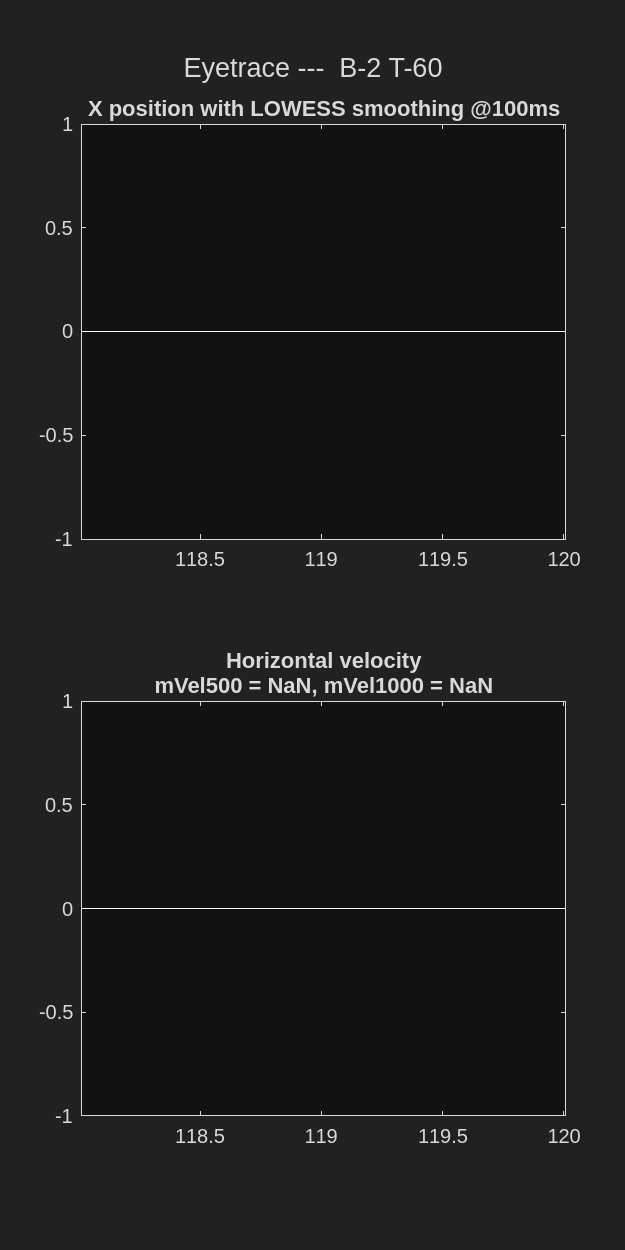 Eyetrace ---  B-2 T-60
X position with LOWESS smoothing @100ms
1
0.5
0
-0.5
-1
118.5 119 119.5 120
Horizontal velocity
mVel500 = NaN, mVel1000 = NaN
1
0.5
0
-0.5
-1
118.5 119 119.5 120